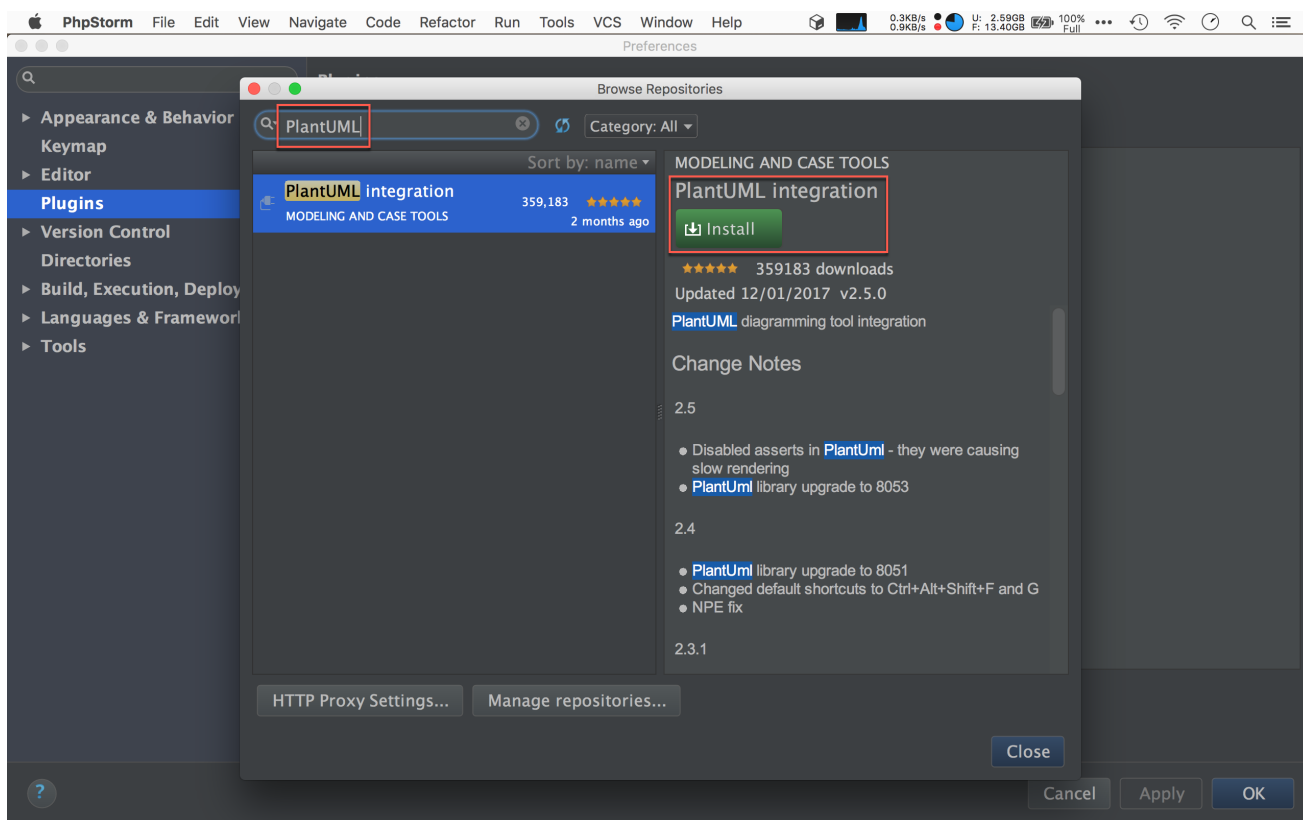 PhpStorm File Edit View Navigate Code Refactor Run Tools VCS Window Help 0.3KB/s U: 2.59GB 100%
0.9KB/s F: 13.40GB Full
Preferences
Browse Repositories
Appearance & Behavior
Keymap
Editor
Plugins
Version Control
Directories
Build, Execution, Deploy
Languages & Framewor
Tools
PlantUML
Category: All
Sort by: name
PlantUML integration
359,183
MODELING AND CASE TOOLS
2 months ago
MODELING AND CASE TOOLS
PlantUML integration
Install
359183 downloads
Updated 12/01/2017 v2.5.0
PlantUML diagramming tool integration
Change Notes
2.5
Disabled asserts in PlantUml - they were causing
slow rendering
PlantUml library upgrade to 8053
2.4
PlantUml library upgrade to 8051
Changed default shortcuts to Ctrl+Alt+Shift+F and G
NPE fix
2.3.1
HTTP Proxy Settings...
Manage repositories...
Close
?
Cancel
Apply
OK